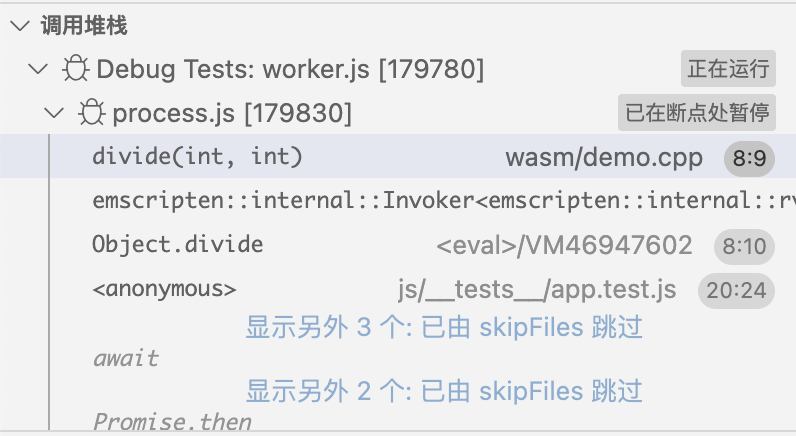 调用堆栈
Debug Tests: worker.js [179780] 正在运行
process.js [179830] 已在断点处暂停
divide(int, int) wasm/demo.cpp 8:9
emscripten::internal::Invoker<emscripten::internal::rv
Object.divide <eval>/VM46947602 8:10
<anonymous> js/__tests__/app.test.js 20:24
显示另外 3 个: 已由 skipFiles 跳过
await
显示另外 2 个: 已由 skipFiles 跳过
Promise.then